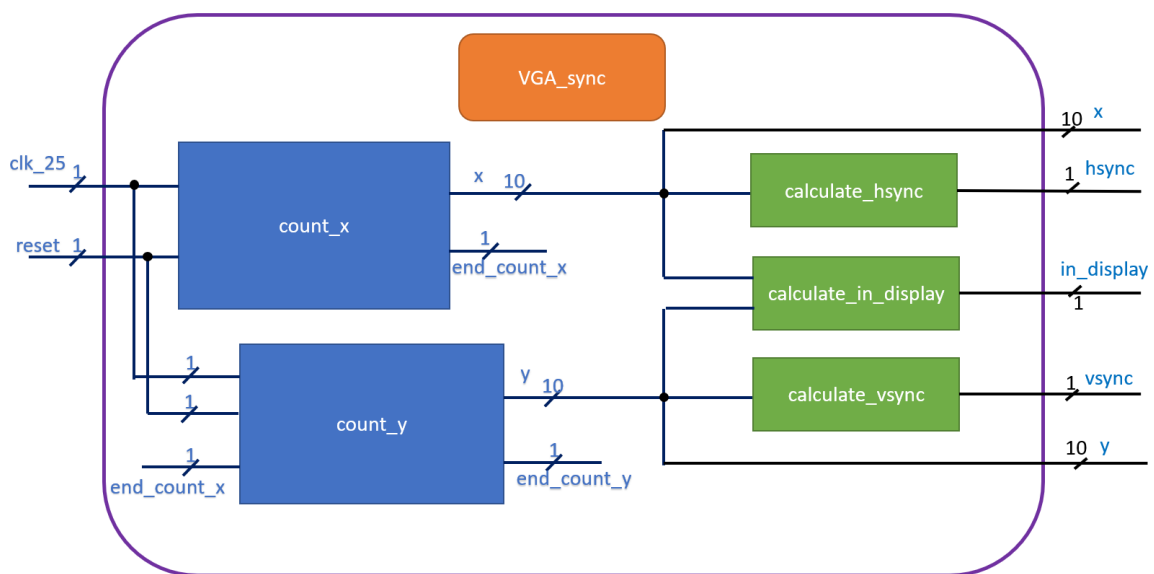 VGA_sync
10 x
clk_25 1
x 10
1 hsync
calculate_hsync
count_x
reset 1
1
end_count_x
in_display
calculate_in_display
1
1
y 10
1 vsync
calculate_vsync
1
count_y
1
end_count_x
1
end_count_y
10 y